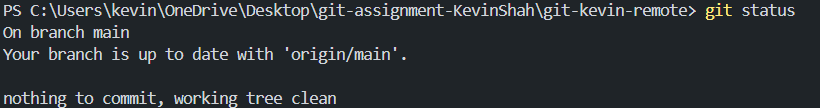 PS C:\Users\kevin\OneDrive\Desktop\git-assignment-KevinShah\git-kevin-remote> git status
On branch main
Your branch is up to date with 'origin/main'.

nothing to commit, working tree clean